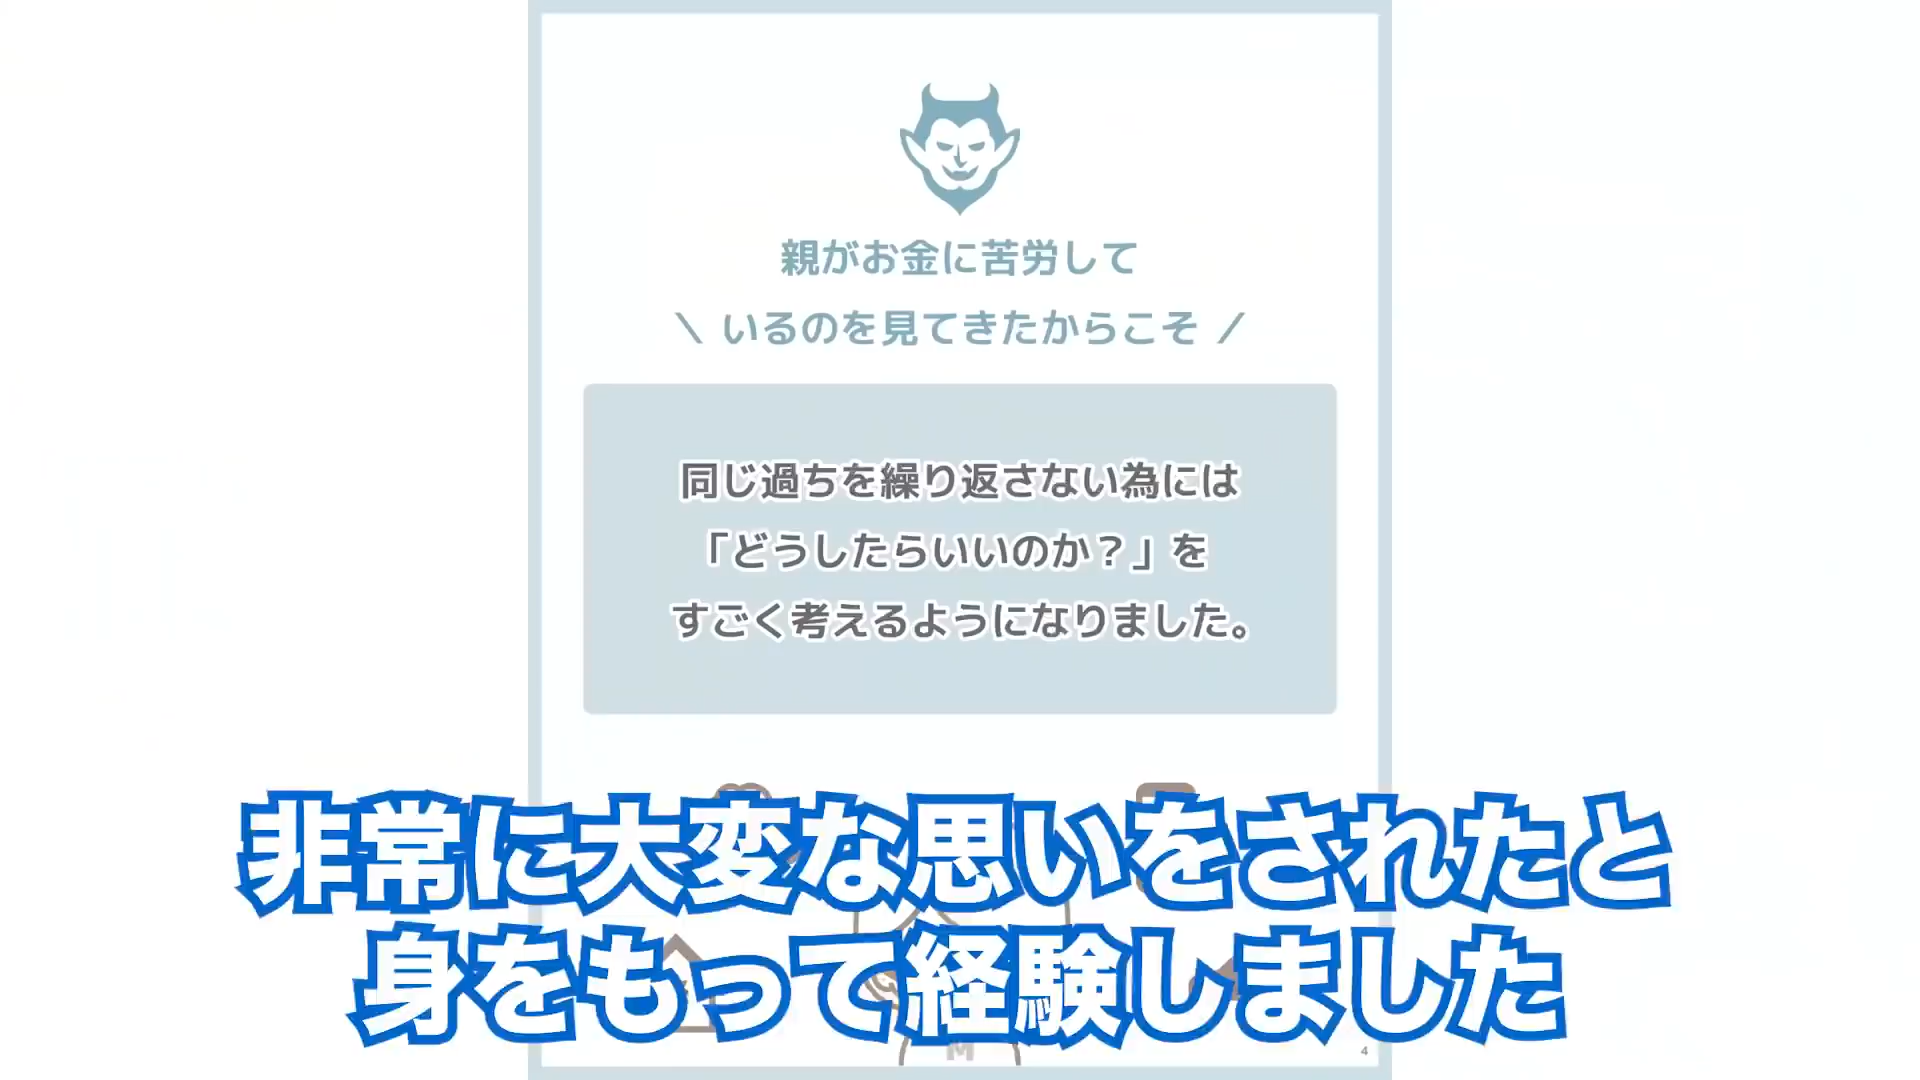 親がお金に苦労して
\ いるのを見てきたからこそ /
同じ過ちを繰り返さない為には
「どうしたらいいのか？」を
すごく考えるようになりました。
非常に大変な思いをされたと
身をもって経験しました
M
4